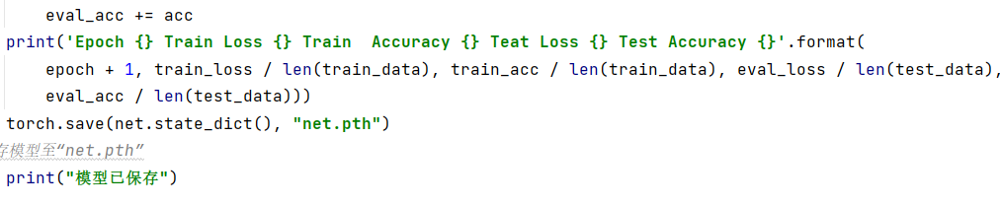 eval_acc += acc
print('Epoch {} Train Loss {} Train  Accuracy {} Teat Loss {} Test Accuracy {}'.format(
epoch + 1, train_loss / len(train_data), train_acc / len(train_data), eval_loss / len(test_data),
eval_acc / len(test_data)))
torch.save(net.state_dict(), "net.pth")
存模型至“net.pth”
print("模型已保存")